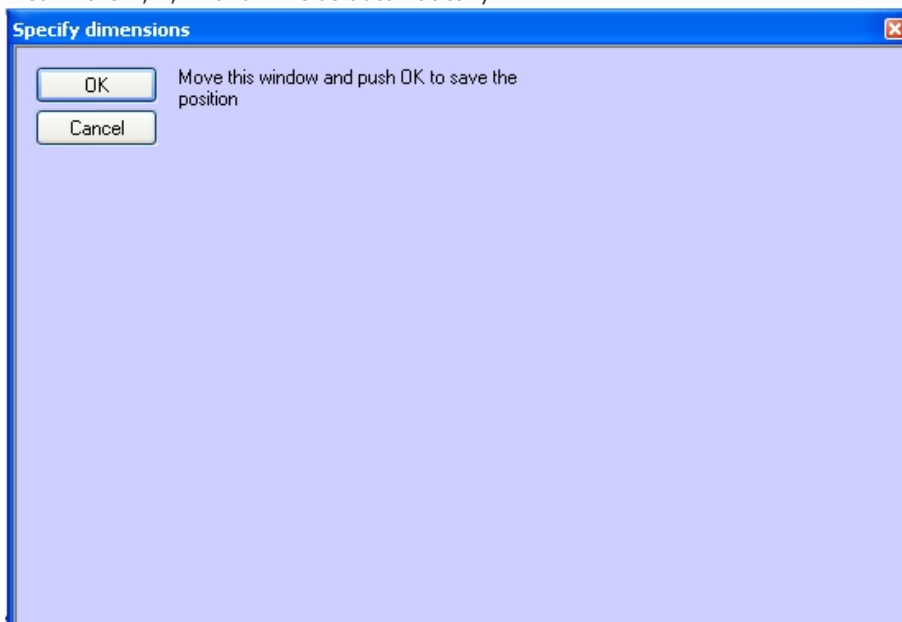 Specify dimensions
OK
Move this window and push OK to save the
position
Cancel